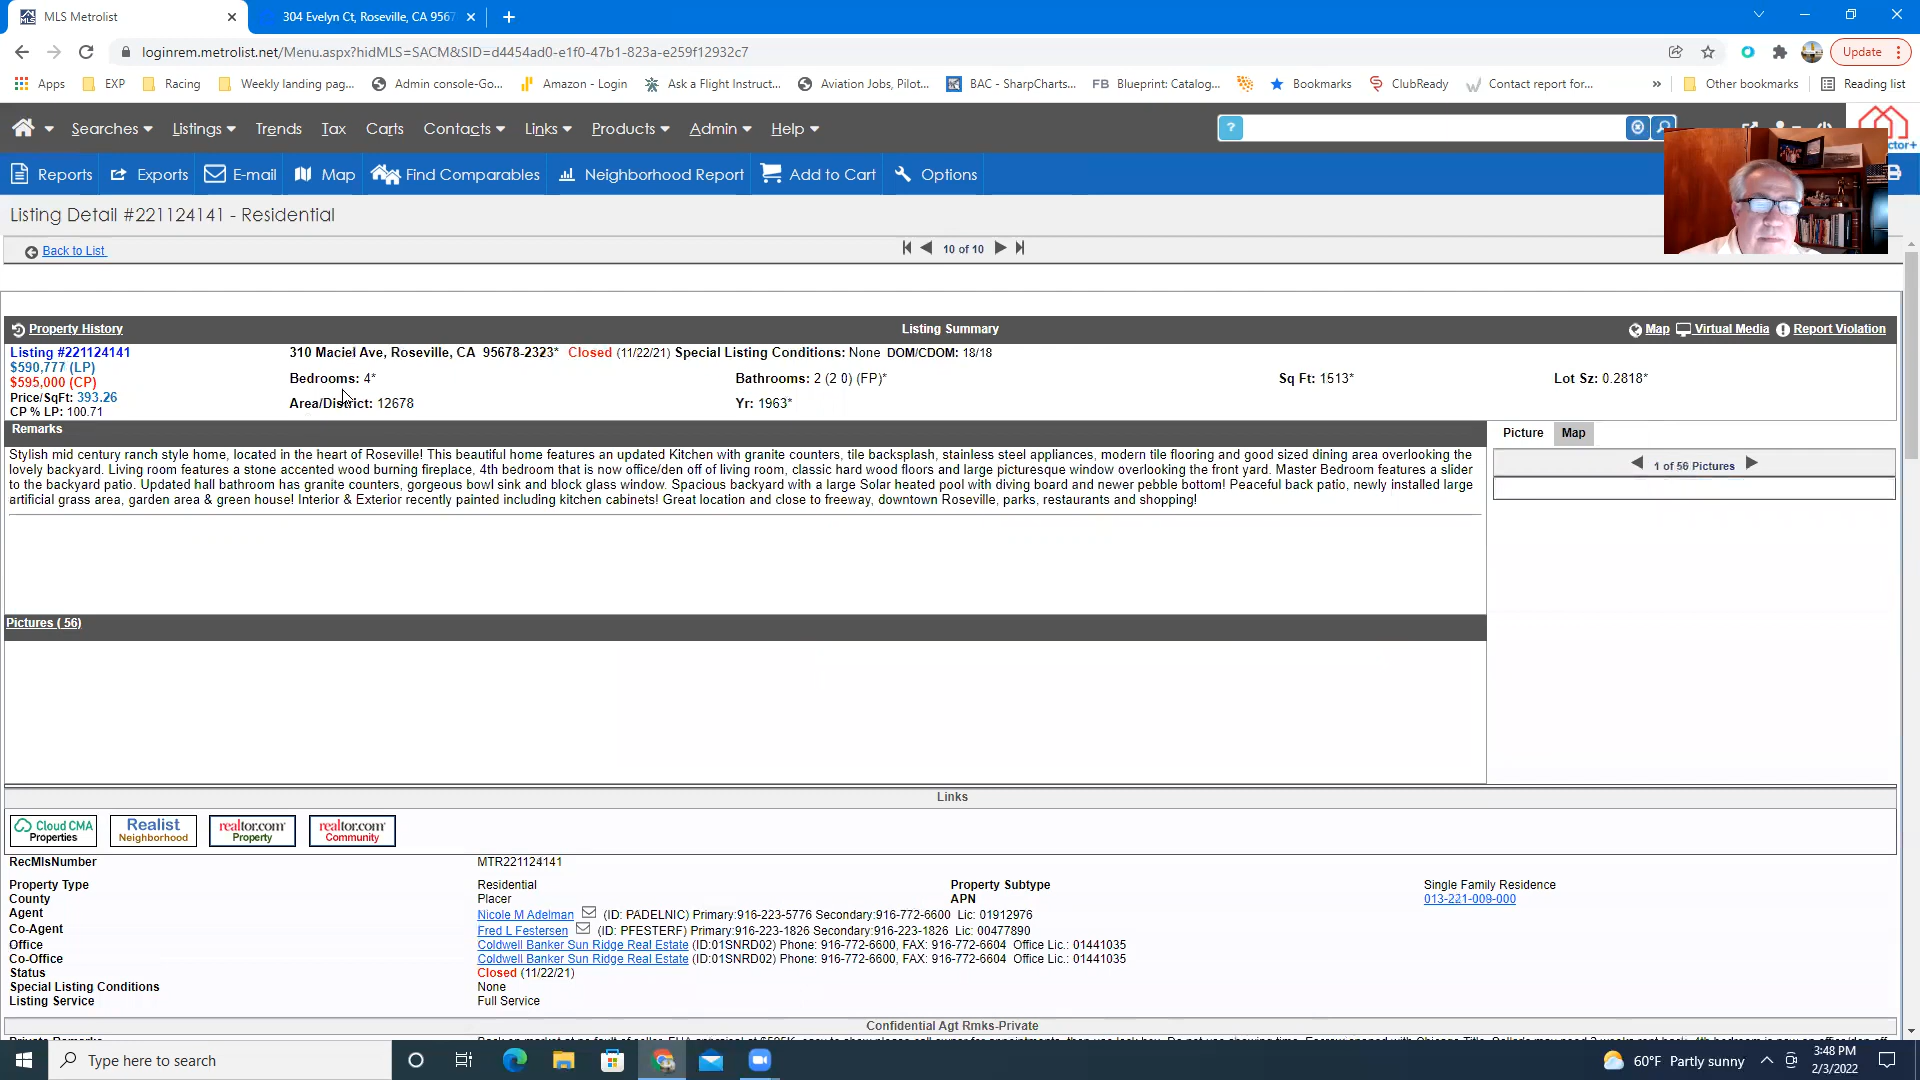 MLS Metrolist
304 Evelyn Ct, Roseville, CA 9567
loginrem.metrolist.net/Menu.aspx?hidMLS=SACM&SID=d4454ad0-e1f0-47b1-823a-e259f12932c7
Update
Apps EXP Racing Weekly landing pag... Admin console-Go... Amazon - Login Ask a Flight Instruct... Aviation Jobs, Pilot... BAC - SharpCharts... FB Blueprint: Catalog... Bookmarks ClubReady Contact report for... » Other bookmarks Reading list
Searches Listings Trends Tax Carts Contacts Links Products Admin Help ?
ctor+
Reports Exports E-mail Map Find Comparables Neighborhood Report Add to Cart Options
Listing Detail #221124141 - Residential
Back to List 10 of 10
Property History Listing Summary Map Virtual Media Report Violation
Listing #221124141 310 Maciel Ave, Roseville, CA 95678-2323* Closed (11/22/21) Special Listing Conditions: None DOM/CDOM: 18/18
$590,777 (LP)
$595,000 (CP) Bedrooms: 4* Bathrooms: 2 (2 0) (FP)* Sq Ft: 1513* Lot Sz: 0.2818*
Price/SqFt: 393.26 Area/District: 12678 Yr: 1963*
CP % LP: 100.71
Remarks Picture Map
Stylish mid century ranch style home, located in the heart of Roseville! This beautiful home features an updated Kitchen with granite counters, tile backsplash, stainless steel appliances, modern tile flooring and good sized dining area overlooking the
lovely backyard. Living room features a stone accented wood burning fireplace, 4th bedroom that is now office/den off of living room, classic hard wood floors and large picturesque window overlooking the front yard. Master Bedroom features a slider
to the backyard patio. Updated hall bathroom has granite counters, gorgeous bowl sink and block glass window. Spacious backyard with a large Solar heated pool with diving board and newer pebble bottom! Peaceful back patio, newly installed large
artificial grass area, garden area & green house! Interior & Exterior recently painted including kitchen cabinets! Great location and close to freeway, downtown Roseville, parks, restaurants and shopping!
1 of 56 Pictures
Pictures ( 56)
Links
Cloud CMA Properties Realist Neighborhood realtor.com Property realtor.com Community
RecMlsNumber MTR221124141
Property Type Residential Property Subtype Single Family Residence
County Placer APN 013-221-009-000
Agent Nicole M Adelman (ID: PADELNIC) Primary:916-223-5776 Secondary:916-772-6600 Lic: 01912976
Co-Agent Fred L Festersen (ID: PFESTERF) Primary:916-223-1826 Secondary:916-223-1826 Lic: 00477890
Office Coldwell Banker Sun Ridge Real Estate (ID:01SNRD02) Phone: 916-772-6600, FAX: 916-772-6604 Office Lic.: 01441035
Co-Office Coldwell Banker Sun Ridge Real Estate (ID:01SNRD02) Phone: 916-772-6600, FAX: 916-772-6604 Office Lic.: 01441035
Status Closed (11/22/21)
Special Listing Conditions None
Listing Service Full Service
Confidential Agt Rmks-Private
Type here to search 60°F Partly sunny 3:48 PM
2/3/2022